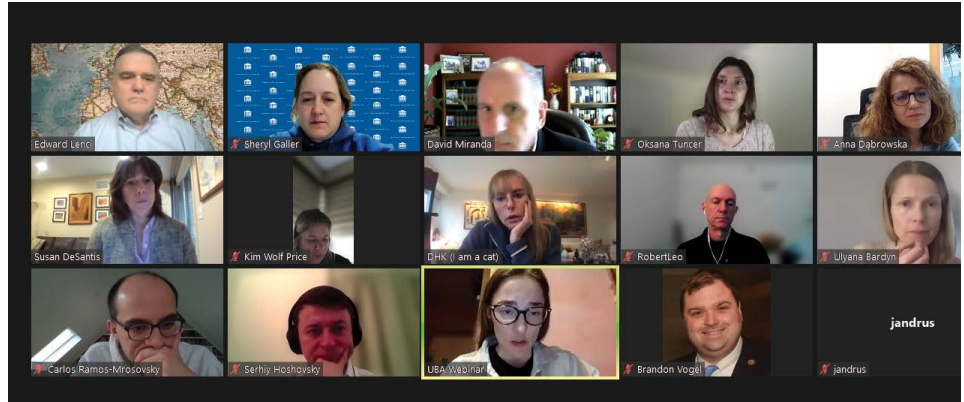 Edward Lenci
Sheryl Galler
David Miranda
Oksana Tuncer
Anna Dąbrowska
Susan DeSantis
Kim Wolf Price
DHK (I am a cat)
RobertLeo
Ulyana Bardyn
Carlos Ramos-Mrosovsky
Serhiy Hoshovsky
UBA Webinar
Brandon Vogel
jandrus
jandrus